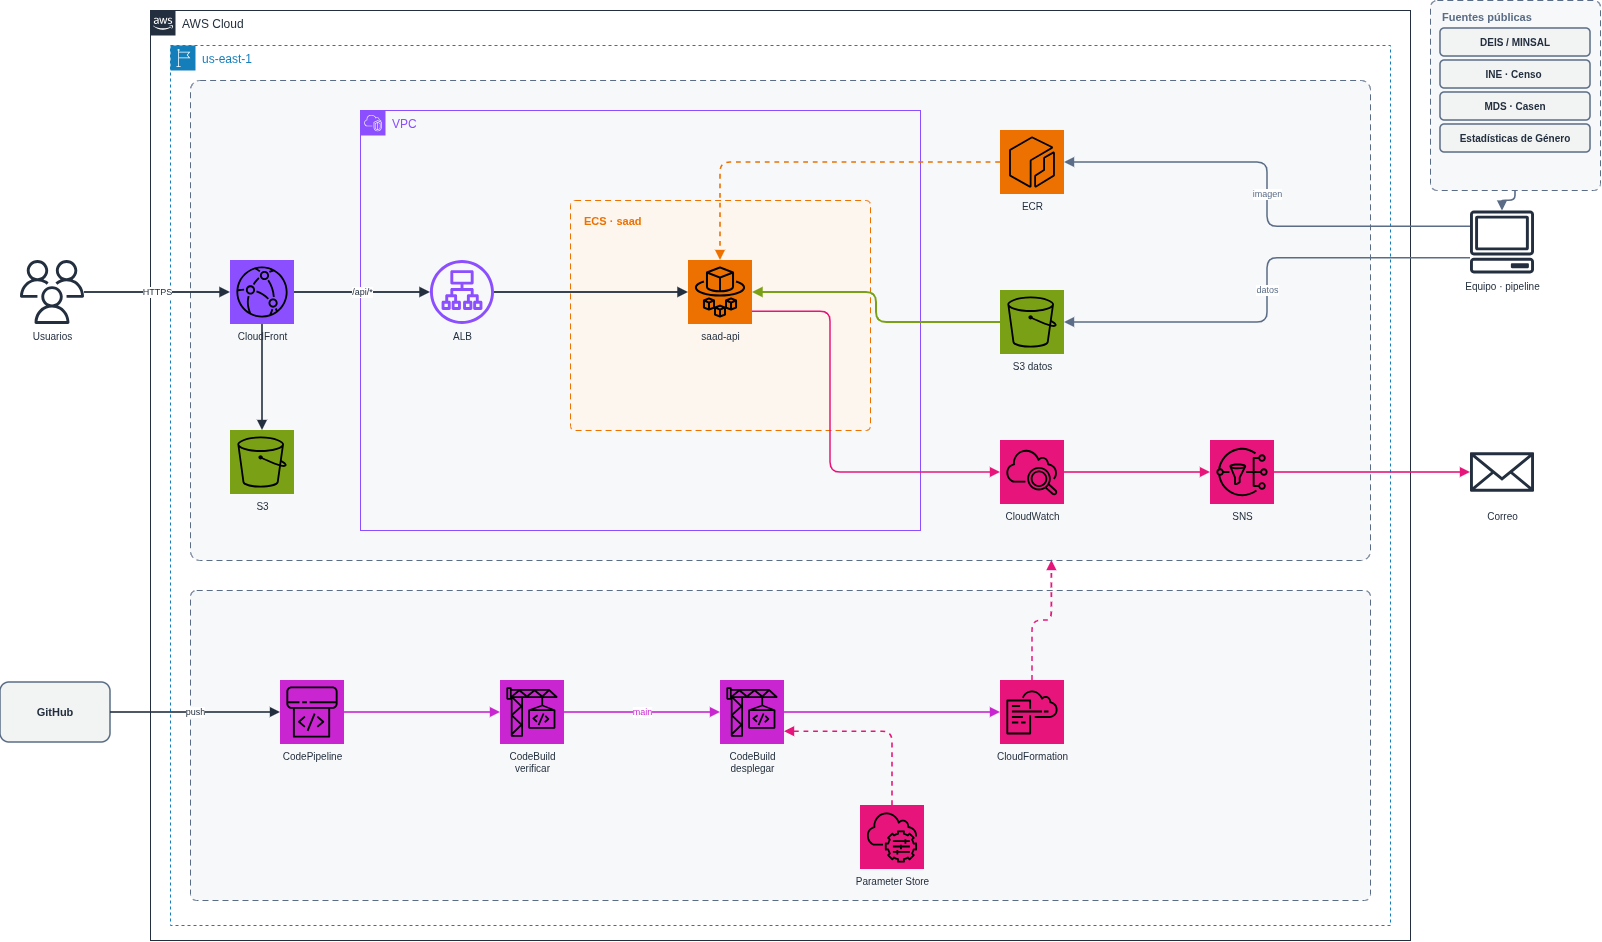 aws
AWS Cloud
us-east-1
Fuentes públicas
DEIS / MINSAL
INE · Censo
MDS · Casen
Estadísticas de Género
VPC
ECR
imagen
ECS · saad
Equipo · pipeline
HTTPS
/api/*
datos
Usuarios
CloudFront
ALB
saad-api
S3 datos
S3
CloudWatch
SNS
Correo
GitHub
push
main
CodePipeline
CodeBuild
verificar
CodeBuild
desplegar
CloudFormation
Parameter Store